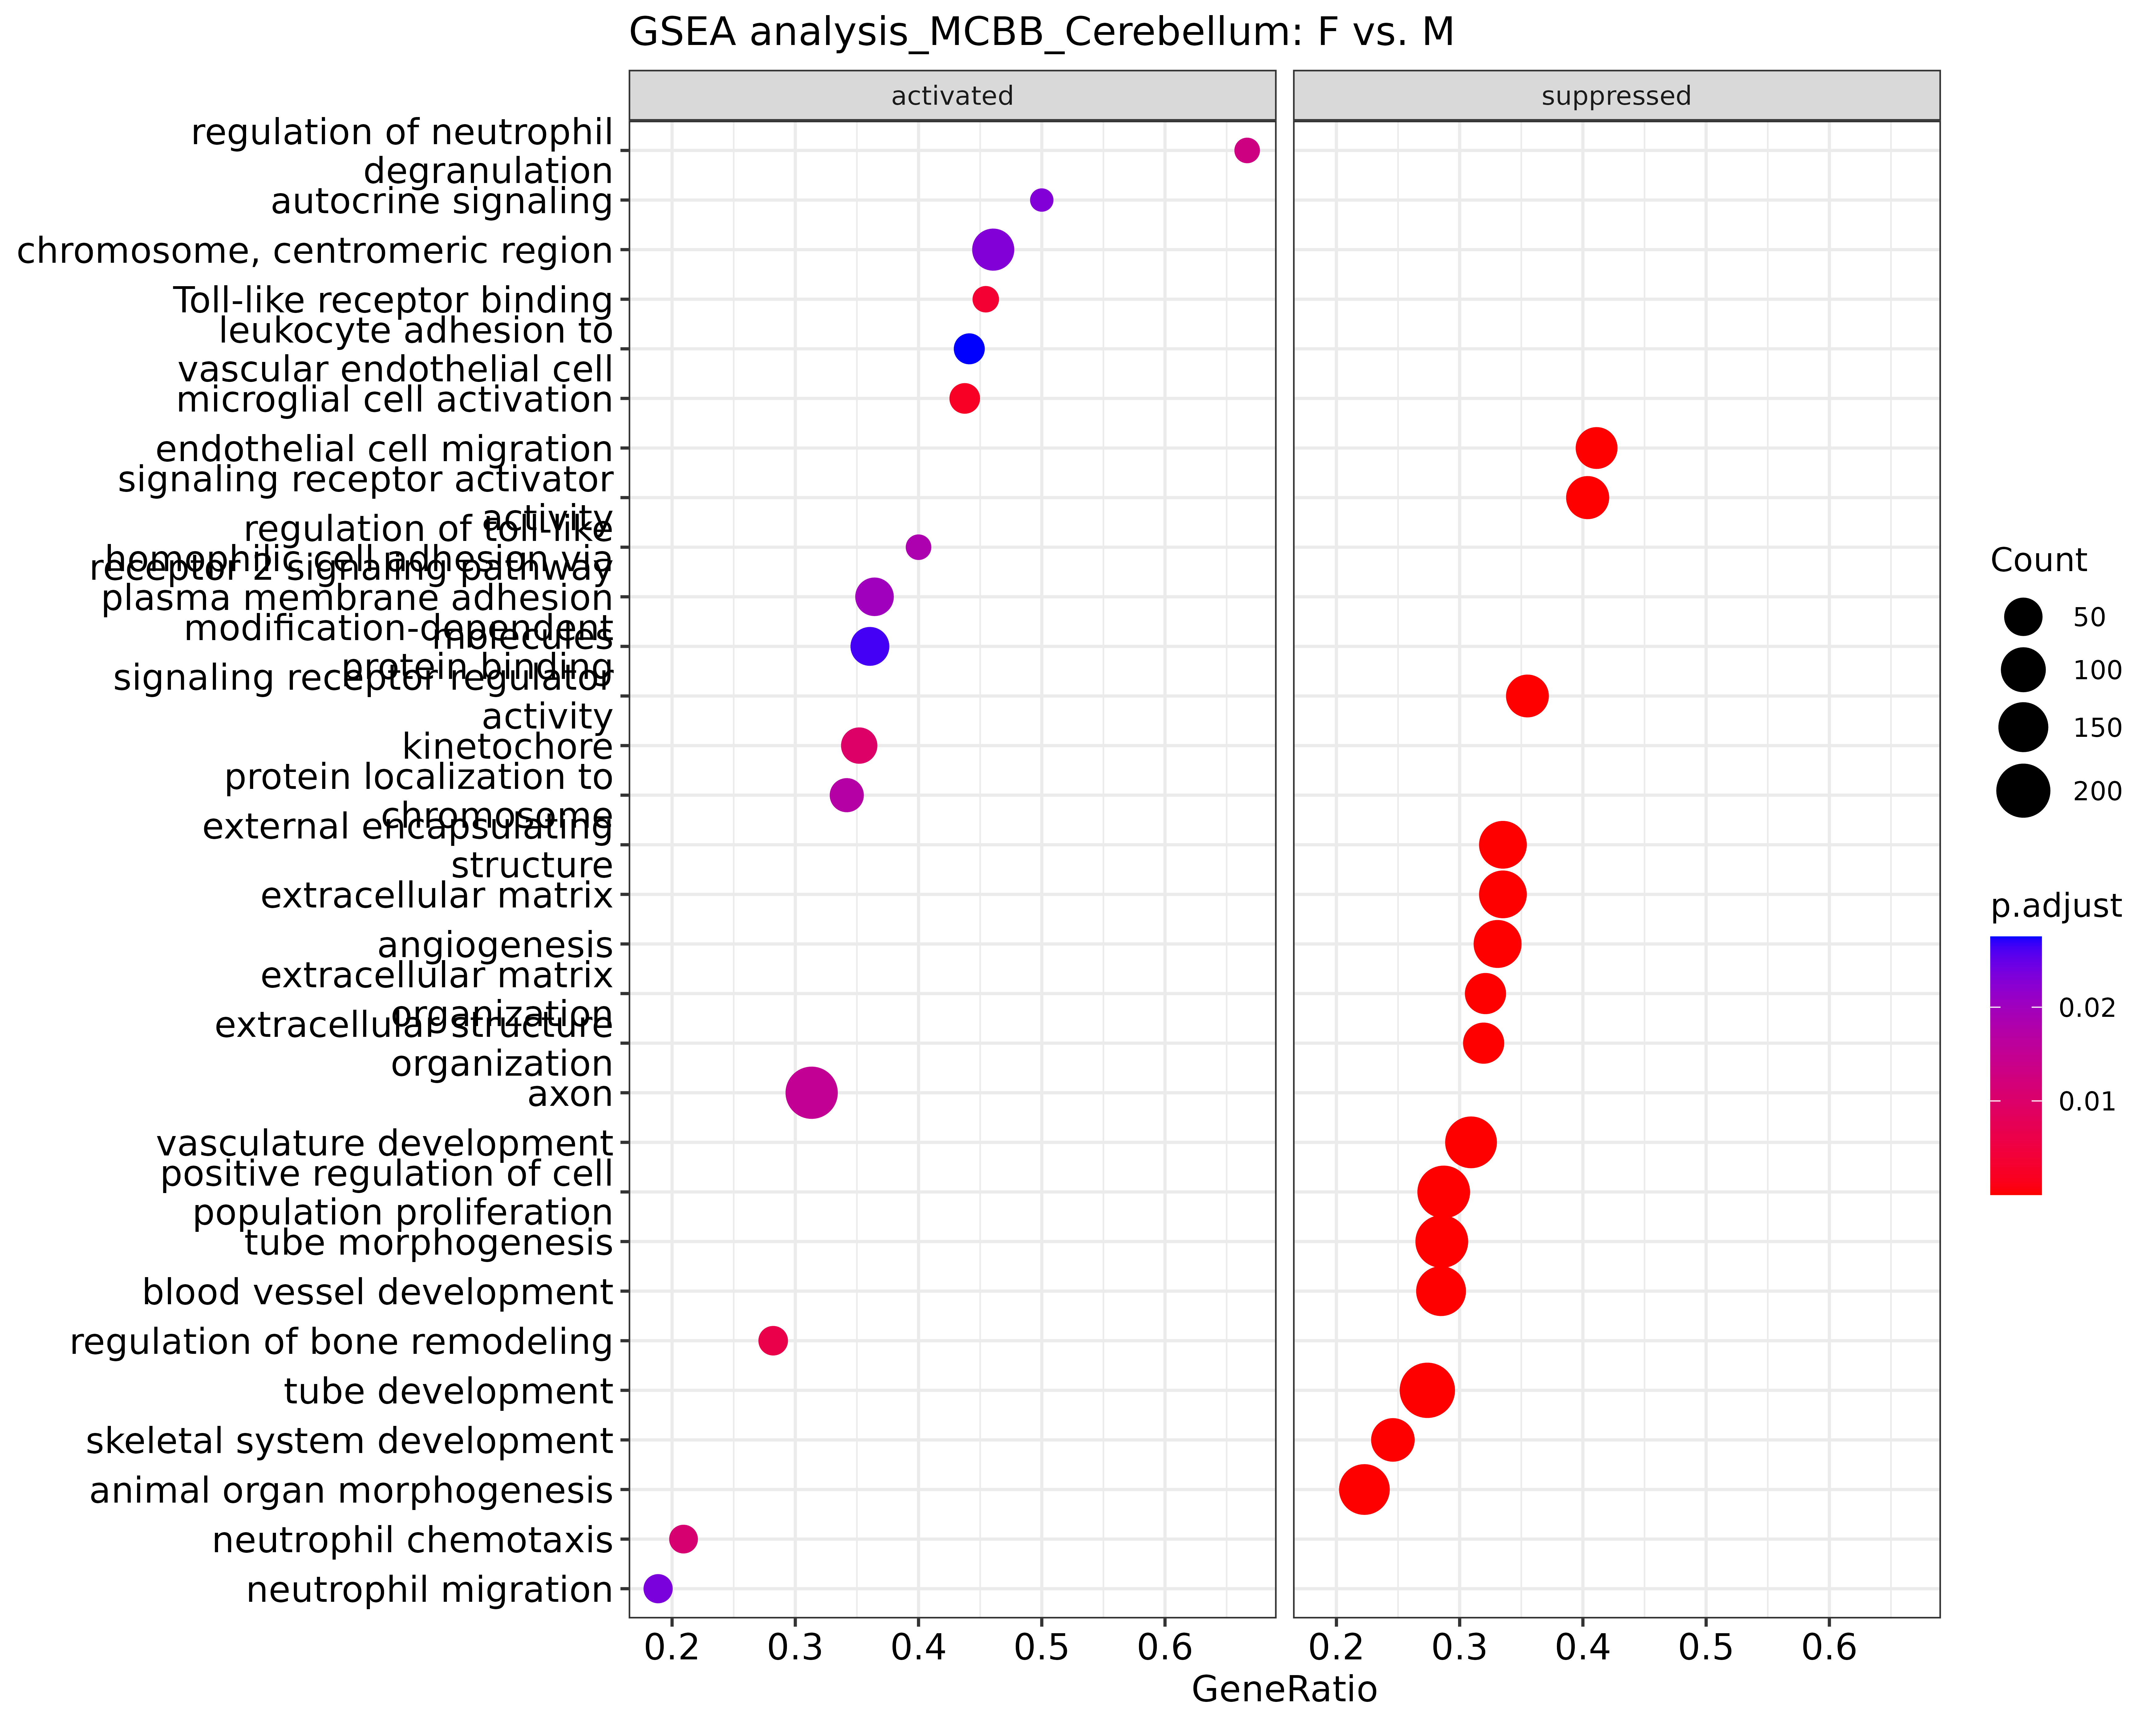 GSEA analysis_MCBB_Cerebellum: F vs. M
activated
suppressed
regulation of neutrophil
degranulation
autocrine signaling
chromosome, centromeric region
Toll-like receptor binding
leukocyte adhesion to
vascular endothelial cell
microglial cell activation
endothelial cell migration
signaling receptor activator
activity
regulation of toll-like
receptor 2 signaling pathway
homophilic cell adhesion via
plasma membrane adhesion
molecules
modification-dependent
protein binding
signaling receptor regulator
activity
kinetochore
protein localization to
chromosome
external encapsulating
structure
extracellular matrix
angiogenesis
extracellular matrix
organization
extracellular structure
organization
axon
vasculature development
positive regulation of cell
population proliferation
tube morphogenesis
blood vessel development
regulation of bone remodeling
tube development
skeletal system development
animal organ morphogenesis
neutrophil chemotaxis
neutrophil migration
0.2 0.3 0.4 0.5 0.6
0.2 0.3 0.4 0.5 0.6
GeneRatio
Count
50
100
150
200
p.adjust
0.02
0.01